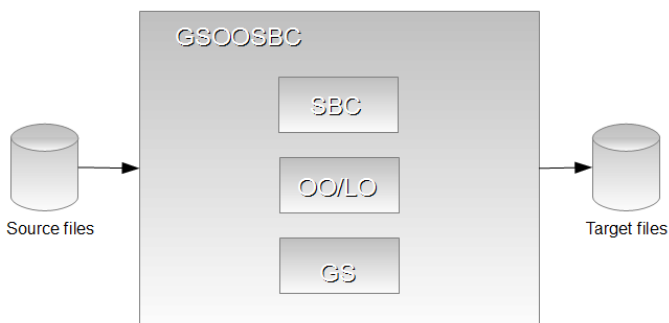 GSOOSBC
SBC
OO/LO
GS
Source files
Target files